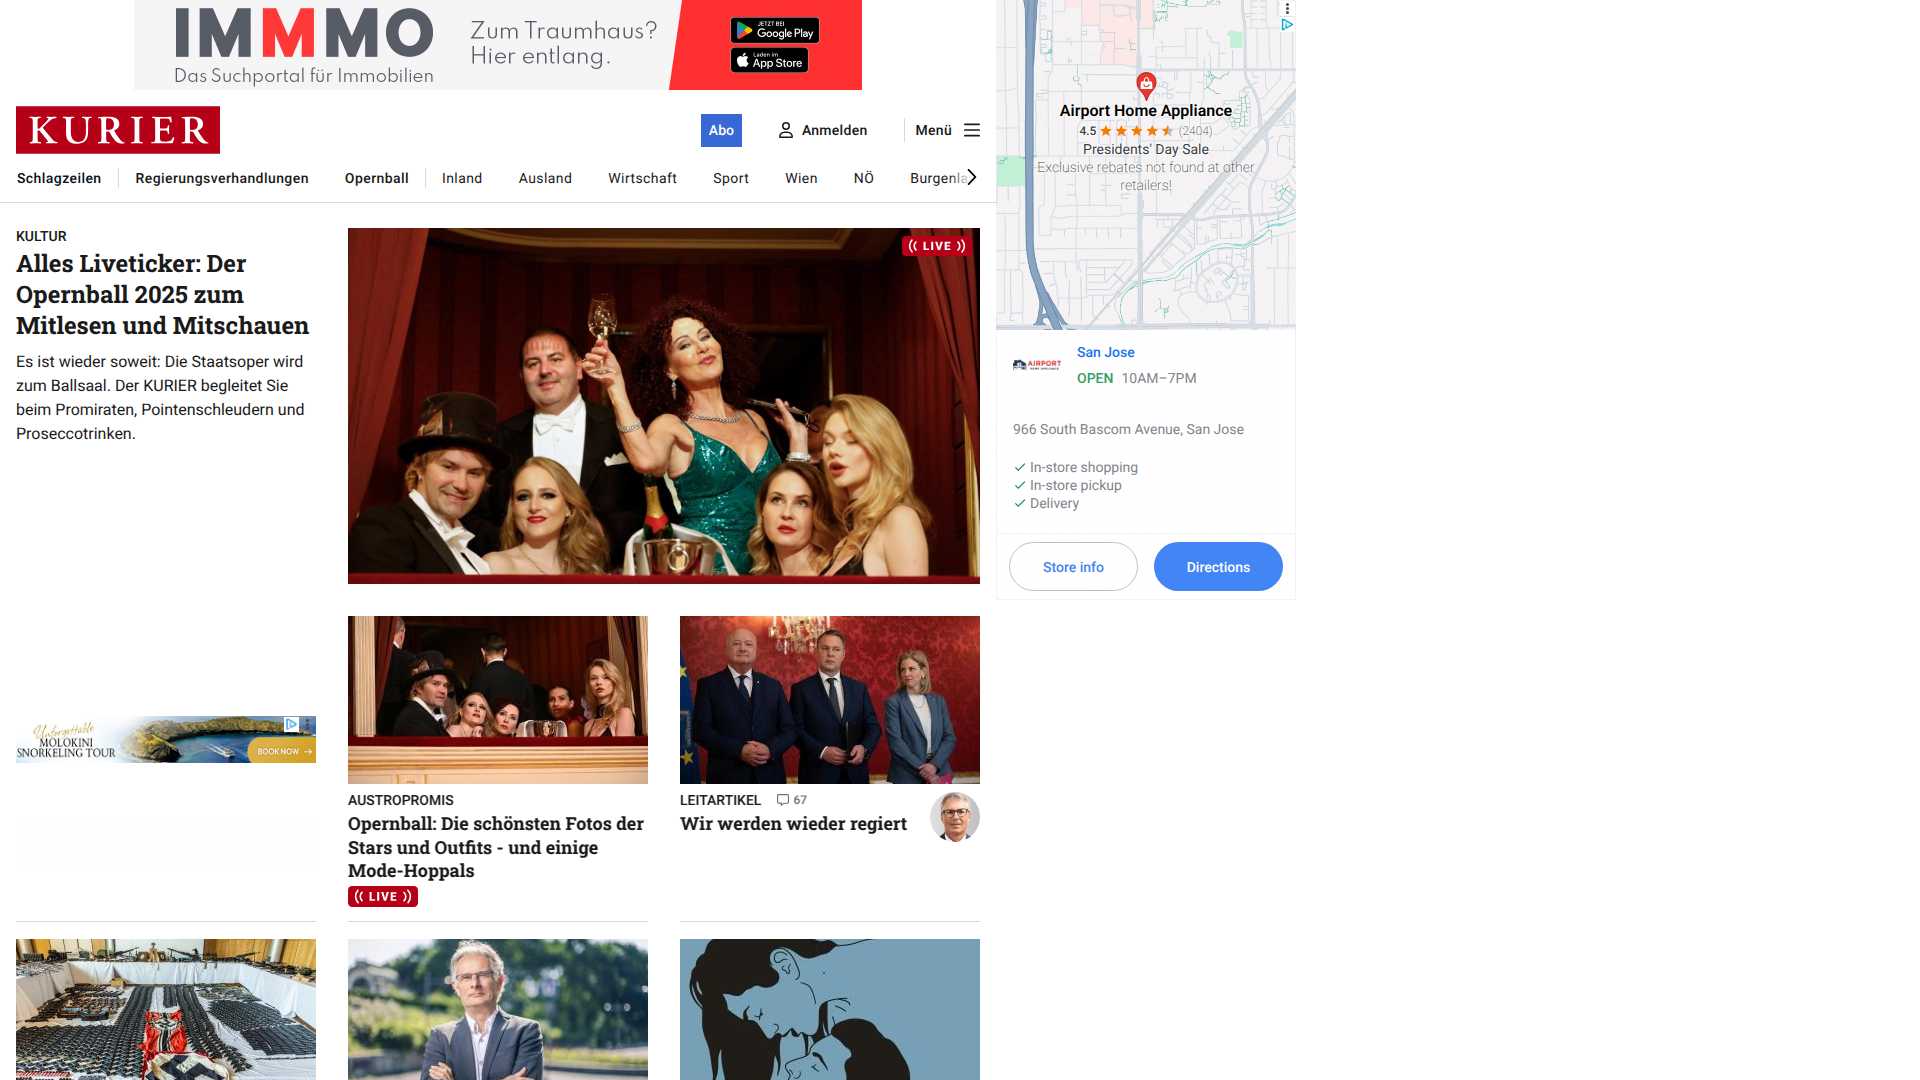 IMMMO
Das Suchportal für Immobilien
Zum Traumhaus?
Hier entlang.
JETZT BEI
Google Play
Laden im
App Store
KURIER
Abo
Anmelden
Menü
Schlagzeilen
Regierungsverhandlungen
Opernball
Inland
Ausland
Wirtschaft
Sport
Wien
NÖ
Burgenla
KULTUR
Alles Liveticker: Der
Opernball 2025 zum
Mitlesen und Mitschauen
Es ist wieder soweit: Die Staatsoper wird
zum Ballsaal. Der KURIER begleitet Sie
beim Promiraten, Pointenschleudern und
Proseccotrinken.
LIVE
Unforgettable
MOLOKINI
SNORKELING TOUR
BOOK NOW →
AUSTROPROMIS
Opernball: Die schönsten Fotos der
Stars und Outfits - und einige
Mode-Hoppals
LIVE
LEITARTIKEL 67
Wir werden wieder regiert
Airport Home Appliance
4.5 (2404)
Presidents' Day Sale
Exclusive rebates not found at other
retailers!
AIRPORT
HOME APPLIANCE
San Jose
OPEN 10AM–7PM
966 South Bascom Avenue, San Jose
In-store shopping
In-store pickup
Delivery
Store info
Directions